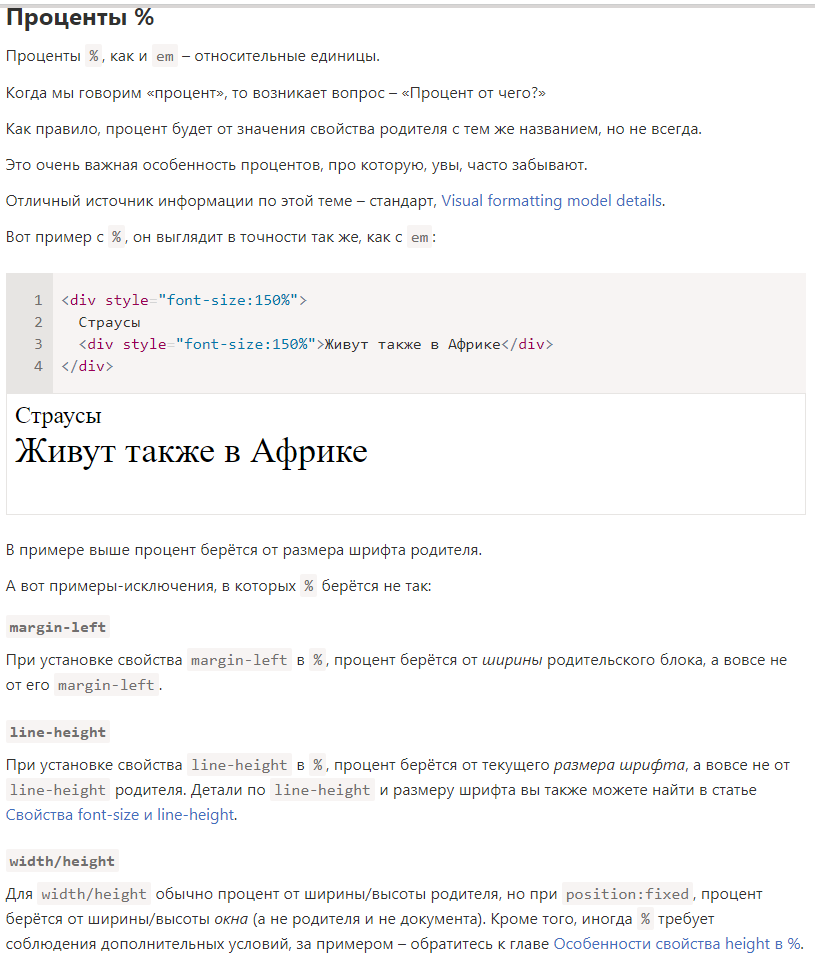 Проценты %
Проценты %, как и em – относительные единицы.
Когда мы говорим «процент», то возникает вопрос – «Процент от чего?»
Как правило, процент будет от значения свойства родителя с тем же названием, но не всегда.
Это очень важная особенность процентов, про которую, увы, часто забывают.
Отличный источник информации по этой теме – стандарт, Visual formatting model details.
Вот пример с %, он выглядит в точности так же, как с em:
1 <div style="font-size:150%">
2 Страусы
3 <div style="font-size:150%">Живут также в Африке</div>
4 </div>
Страусы
Живут также в Африке
В примере выше процент берётся от размера шрифта родителя.
А вот примеры-исключения, в которых % берётся не так:
margin-left
При установке свойства margin-left в %, процент берётся от ширины родительского блока, а вовсе не
от его margin-left.
line-height
При установке свойства line-height в %, процент берётся от текущего размера шрифта, а вовсе не от
line-height родителя. Детали по line-height и размеру шрифта вы также можете найти в статье
Свойства font-size и line-height.
width/height
Для width/height обычно процент от ширины/высоты родителя, но при position:fixed, процент
берётся от ширины/высоты окна (а не родителя и не документа). Кроме того, иногда % требует
соблюдения дополнительных условий, за примером – обратитесь к главе Особенности свойства height в %.